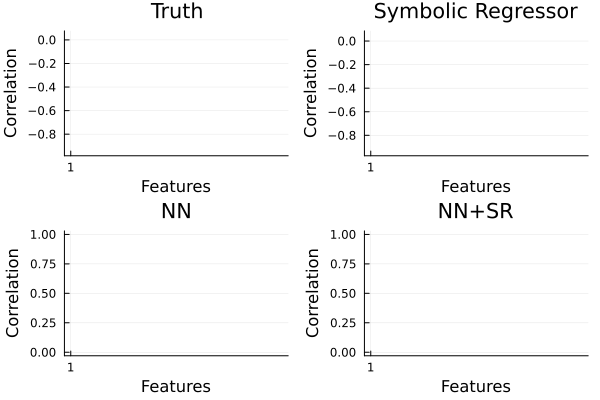 Truth
Correlation
0.0
−0.2
−0.4
−0.6
−0.8
1
Features
Symbolic Regressor
Correlation
0.0
−0.2
−0.4
−0.6
−0.8
1
Features
NN
Correlation
1.00
0.75
0.50
0.25
0.00
1
Features
NN+SR
Correlation
1.00
0.75
0.50
0.25
0.00
1
Features